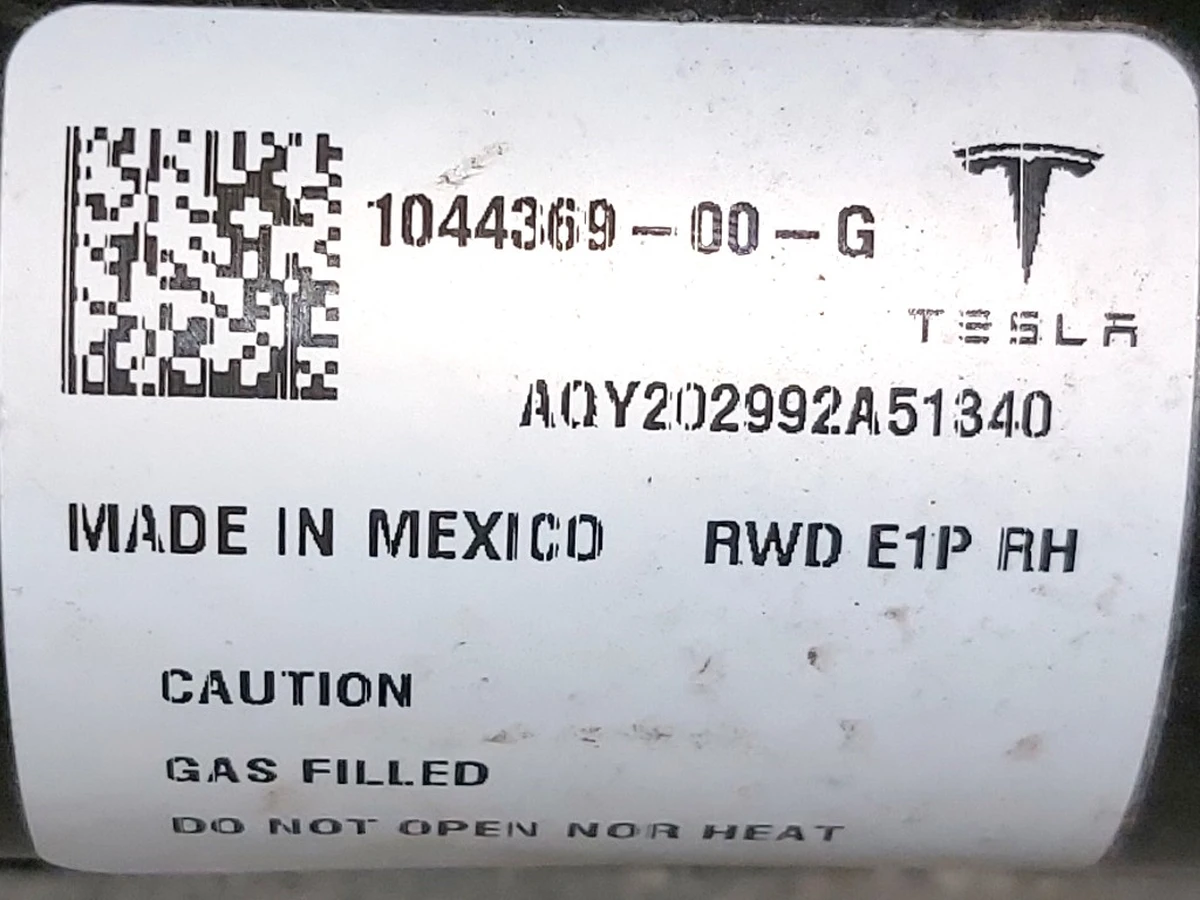 1044369-00-G
TESLA
AQY202992A51340
MADE IN MEXICO RWD E1P RH
CAUTION
GAS FILLED
DO NOT OPEN NOR HEAT